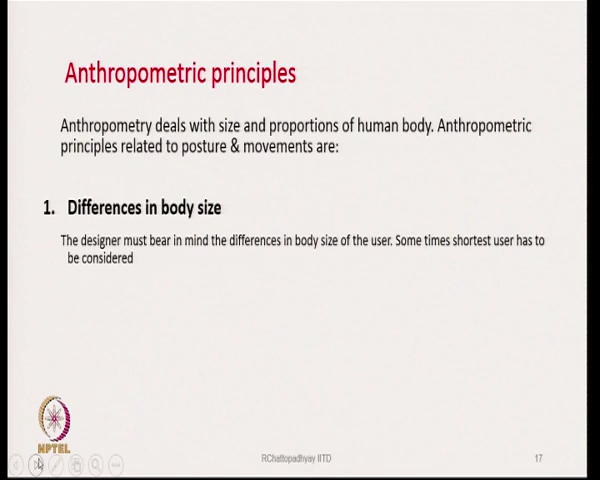 Anthropometric principles
Anthropometry deals with size and proportions of human body. Anthropometric
principles related to posture & movements are:
1. Differences in body size
The designer must bear in mind the differences in body size of the user. Some times shortest user has to
be considered
NPTEL
RChattopadhyay IITD
17